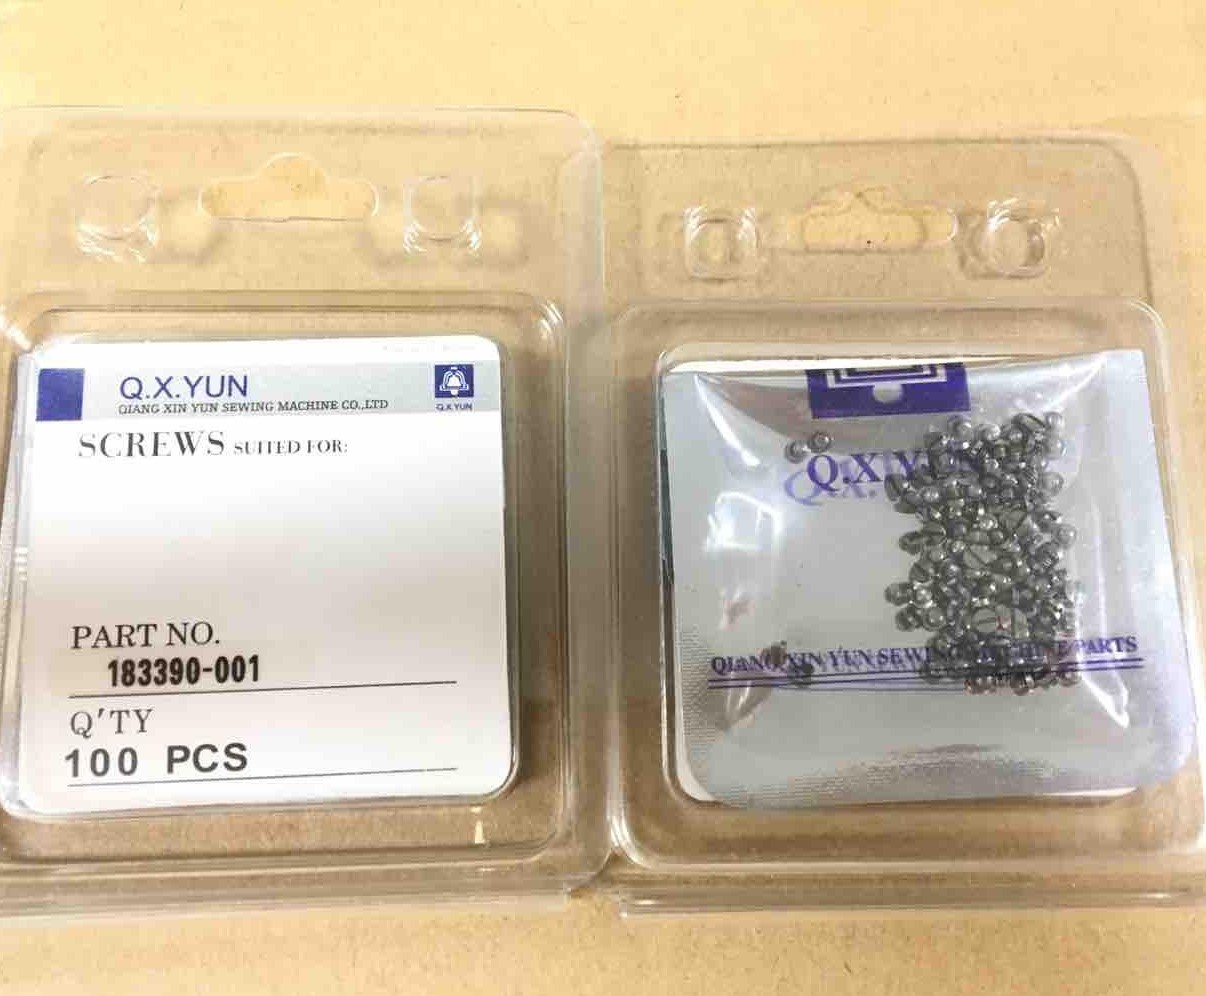 Q.X.YUN
QIANG XIN YUN SEWING MACHINE CO.,LTD
Q.X.YUN
SCREWS SUITED FOR:
PART NO.
183390-001
Q'TY
100 PCS
Q.X.YUN
QIANG XIN YUN SEWING MACHINE PARTS